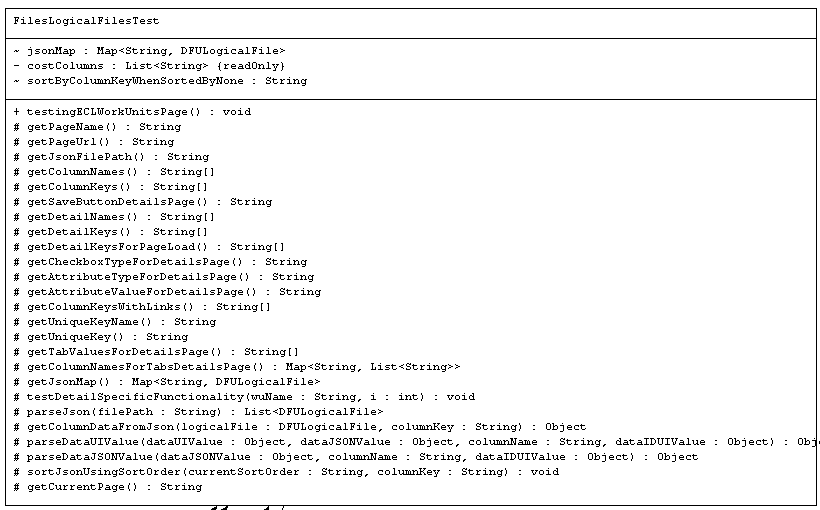 FilesLogicalFilesTest
~ jsonMap : Map<String, DFULogicalFile>
- costColumns : List<String> {readOnly}
~ sortByColumnKeyWhenSortedByNone : String
+ testingECLWorkUnitsPage() : void
# getPageName() : String
# getPageUrl() : String
# getJsonFilePath() : String
# getColumnNames() : String[]
# getColumnKeys() : String[]
# getSaveButtonDetailsPage() : String
# getDetailNames() : String[]
# getDetailKeys() : String[]
# getDetailKeysForPageLoad() : String[]
# getCheckboxTypeForDetailsPage() : String
# getAttributeTypeForDetailsPage() : String
# getAttributeValueForDetailsPage() : String
# getColumnKeysWithLinks() : String[]
# getUniqueKeyName() : String
# getUniqueKey() : String
# getTabValuesForDetailsPage() : String[]
# getColumnNamesForTabsDetailsPage() : Map<String, List<String>>
# getJsonMap() : Map<String, DFULogicalFile>
# testDetailSpecificFunctionality(wuName : String, i : int) : void
# parseJson(filePath : String) : List<DFULogicalFile>
# getColumnDataFromJson(logicalFile : DFULogicalFile, columnKey : String) : Object
# parseDataUIValue(dataUIValue : Object, dataJSONValue : Object, columnName : String, dataIDUIValue : Object) : Obj
# parseDataJSONValue(dataJSONValue : Object, columnName : String, dataIDUIValue : Object) : Object
# sortJsonUsingSortOrder(currentSortOrder : String, columnKey : String) : void
# getCurrentPage() : String